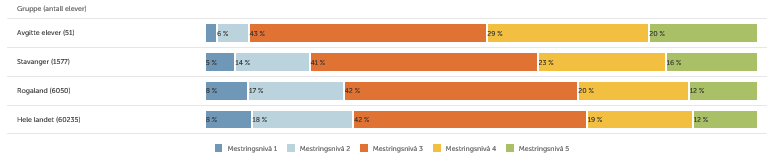 Gruppe (antall elever)
Avgitte elever (51) 6 % 43 % 29 % 20 %
Stavanger (1577) 5 % 14 % 41 % 23 % 16 %
Rogaland (6050) 8 % 17 % 42 % 20 % 12 %
Hele landet (60235) 8 % 18 % 42 % 19 % 12 %
Mestringsnivå 1 Mestringsnivå 2 Mestringsnivå 3 Mestringsnivå 4 Mestringsnivå 5